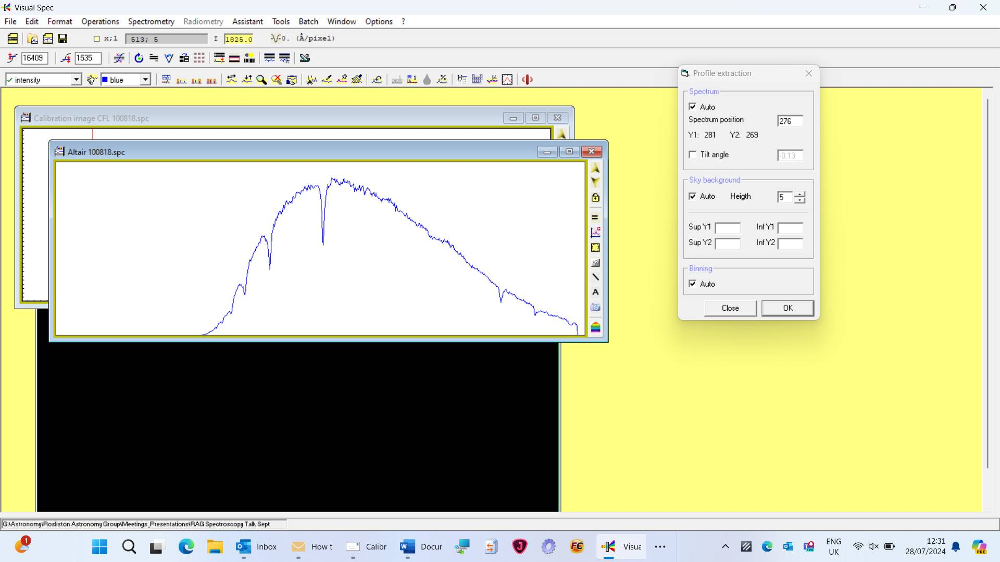 Visual Spec
File Edit Format Operations Spectrometry Radiometry Assistant Tools Batch Window Options ?
x;l 513; 5 I 1825.0 0. (Å/pixel)
16409 1535
intensity blue
Calibration image CFL 100818.spc
Altair 100818.spc
A
Profile extraction
Spectrum
Auto
Spectrum position 276
Y1: 281 Y2: 269
Tilt angle -0.13
Sky background
Auto Heigth 5
Sup Y1 Inf Y1
Sup Y2 Inf Y2
Binning
Auto
Close OK
G:\Astronomy\Rosliston Astronomy Group\Meetings_Presentations\RAG Spectroscopy Talk Sept
1 Inbox How t Calibr Docur FC Visua ENG UK 12:31
28/07/2024 PRE